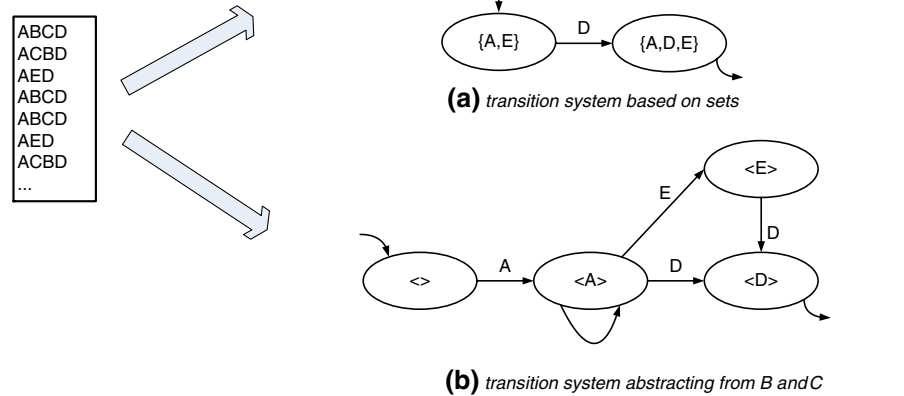 ABCD
ACBD
AED
ABCD
ABCD
AED
ACBD
...
{A,E}
D
{A,D,E}
(a) transition system based on sets
<E>
E
D
<>
A
<A>
D
<D>
(b) transition system abstracting from B and C